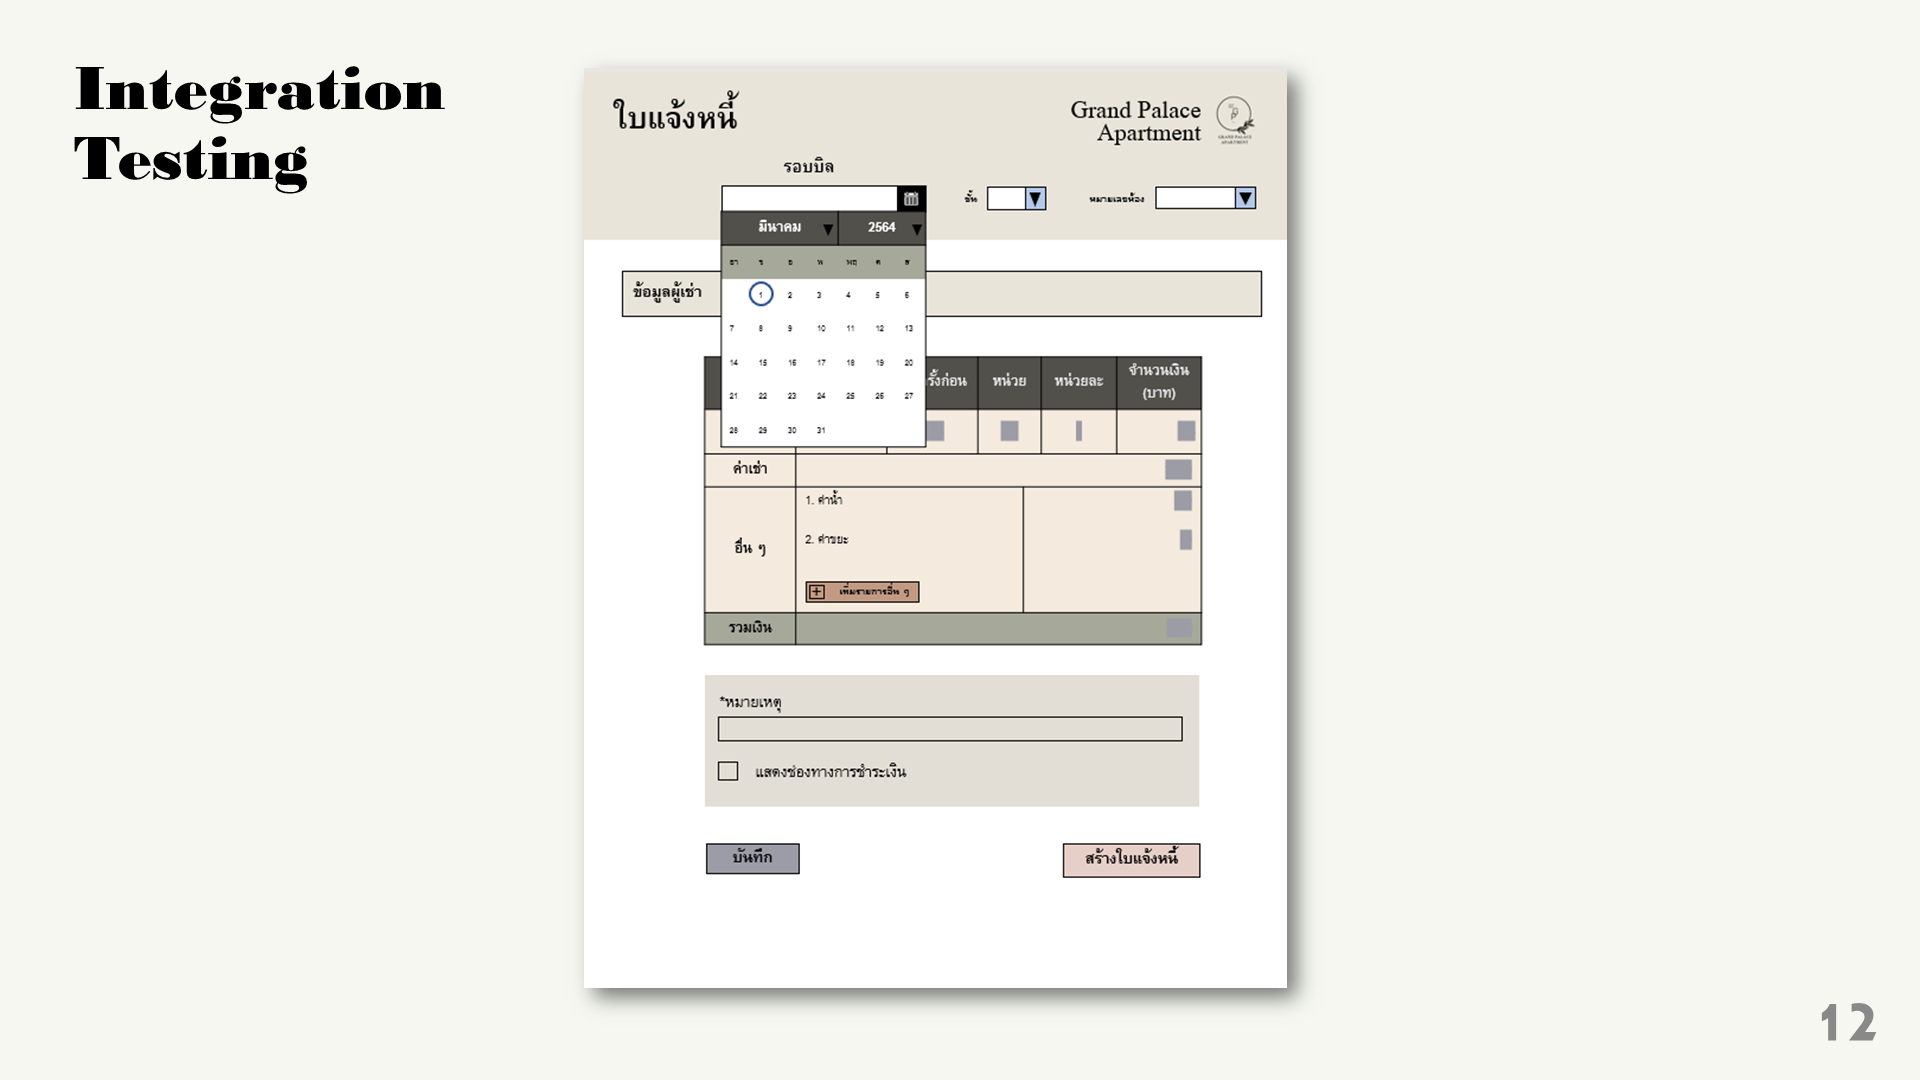 Integration
Testing
ใบแจ้งหนี้
Grand Palace
Apartment
GRAND PALACE
APARTMENT
รอบบิล
ชั้น
หมายเลขห้อง
มีนาคม 2564
อา จ อ พ พฤ ศ ส
1 2 3 4 5 6
7 8 9 10 11 12 13
14 15 16 17 18 19 20
21 22 23 24 25 26 27
28 29 30 31
ข้อมูลผู้เช่า
รั้งก่อน หน่วย หน่วยละ จำนวนเงิน
(บาท)
ค่าเช่า
อื่น ๆ
1. ค่าน้ำ
2. ค่าขยะ
เพิ่มรายการอื่น ๆ
รวมเงิน
*หมายเหตุ
แสดงช่องทางการชำระเงิน
บันทึก
สร้างใบแจ้งหนี้
12